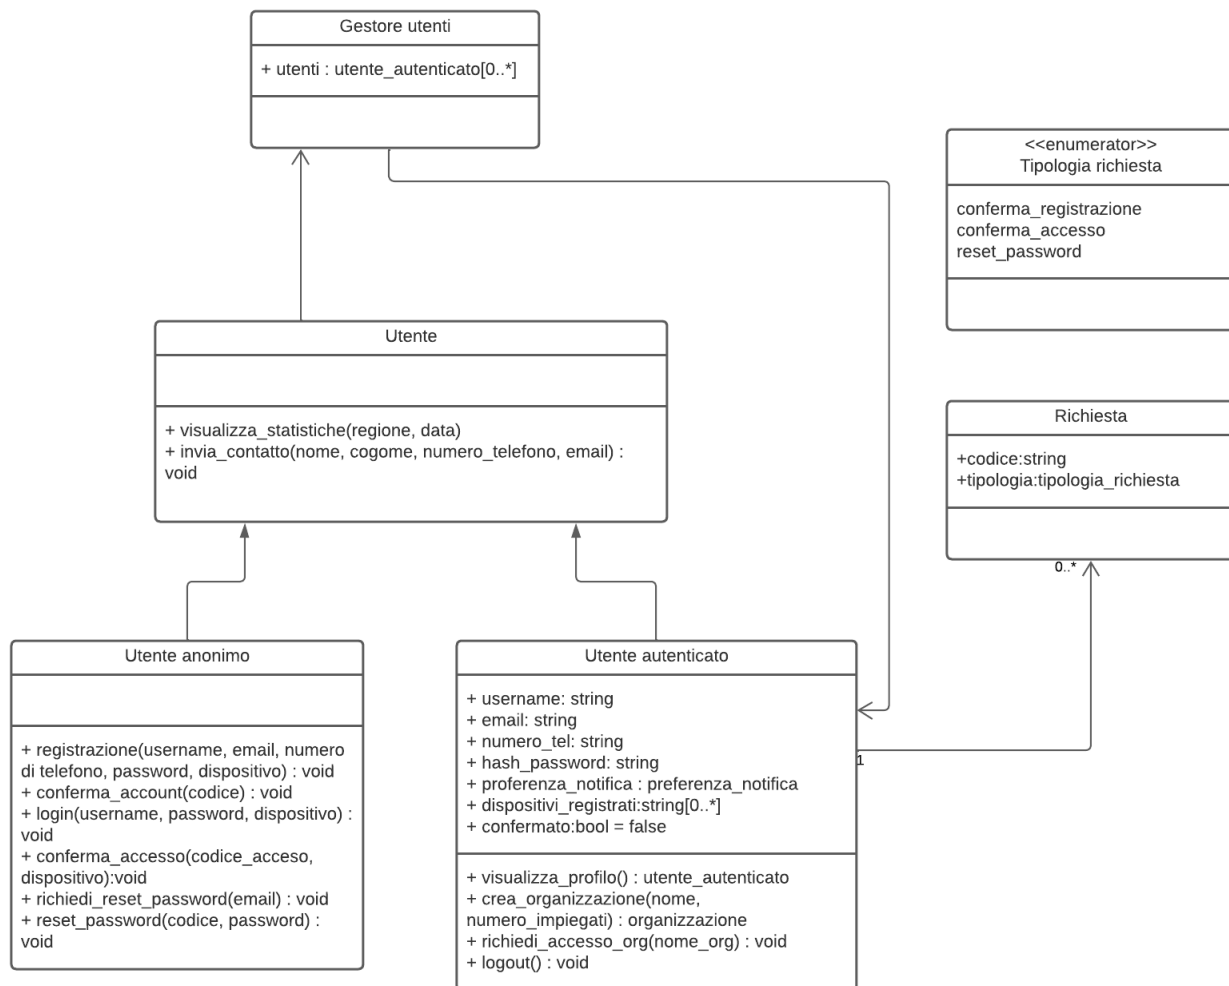 Gestore utenti
+ utenti : utente_autenticato[0..*]
<<enumerator>>
Tipologia richiesta
conferma_registrazione
conferma_accesso
reset_password
Utente
+ visualizza_statistiche(regione, data)
+ invia_contatto(nome, cogome, numero_telefono, email) :
void
Richiesta
+codice:string
+tipologia:tipologia_richiesta
0..*
Utente anonimo
+ registrazione(username, email, numero
di telefono, password, dispositivo) : void
+ conferma_account(codice) : void
+ login(username, password, dispositivo) :
void
+ conferma_accesso(codice_acceso,
dispositivo):void
+ richiedi_reset_password(email) : void
+ reset_password(codice, password) :
void
Utente autenticato
+ username: string
+ email: string
+ numero_tel: string
+ hash_password: string
+ proferenza_notifica : preferenza_notifica
+ dispositivi_registrati:string[0..*]
+ confermato:bool = false
1
+ visualizza_profilo() : utente_autenticato
+ crea_organizzazione(nome,
numero_impiegati) : organizzazione
+ richiedi_accesso_org(nome_org) : void
+ logout() : void